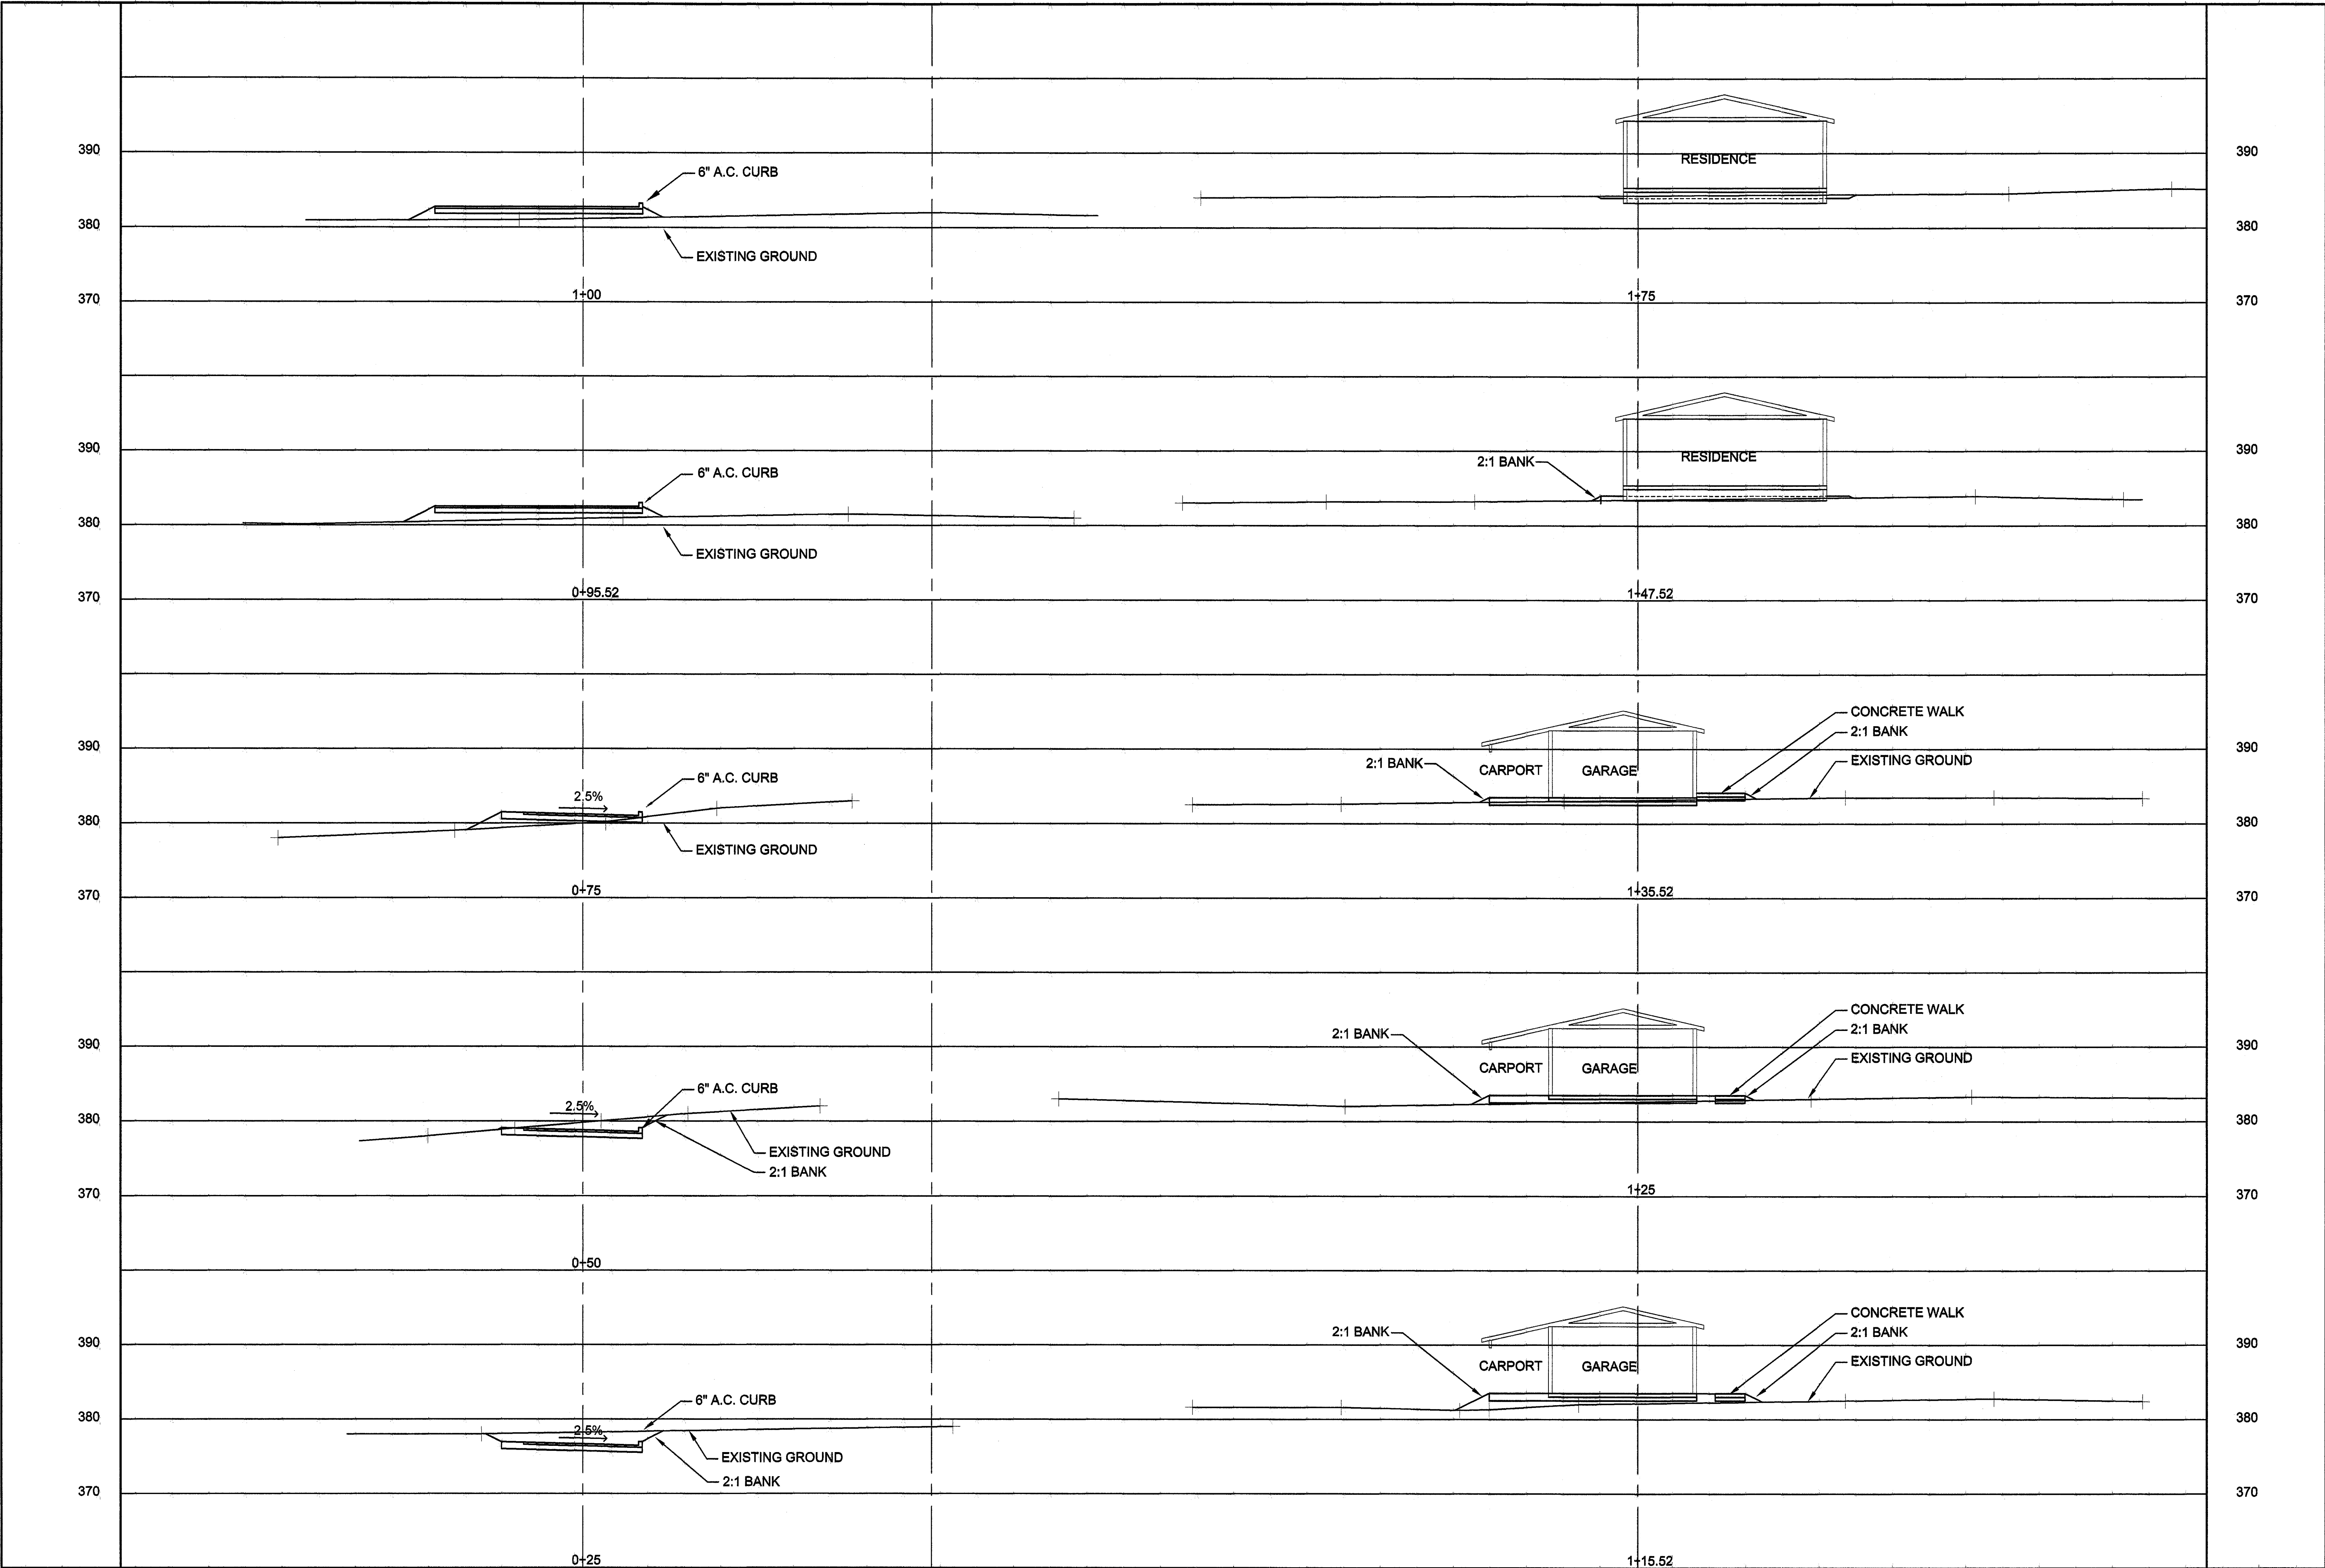 390
6" A.C. CURB
RESIDENCE
390
380
EXISTING GROUND
380
370
1+00
1+75
370
390
6" A.C. CURB
2:1 BANK
RESIDENCE
390
380
EXISTING GROUND
380
370
0+95.52
1+47.52
370
CONCRETE WALK
2:1 BANK
390
390
EXISTING GROUND
2:1 BANK
CARPORT
GARAGE
6" A.C. CURB
2.5%
380
380
EXISTING GROUND
370
0+75
1+35.52
370
CONCRETE WALK
2:1 BANK
2:1 BANK
390
390
EXISTING GROUND
CARPORT
GARAGE
6" A.C. CURB
2.5%
380
380
EXISTING GROUND
2:1 BANK
370
1+25
370
0+50
CONCRETE WALK
2:1 BANK
2:1 BANK
390
390
EXISTING GROUND
CARPORT
GARAGE
6" A.C. CURB
380
380
2.5%
EXISTING GROUND
2:1 BANK
370
370
0+25
1+15.52